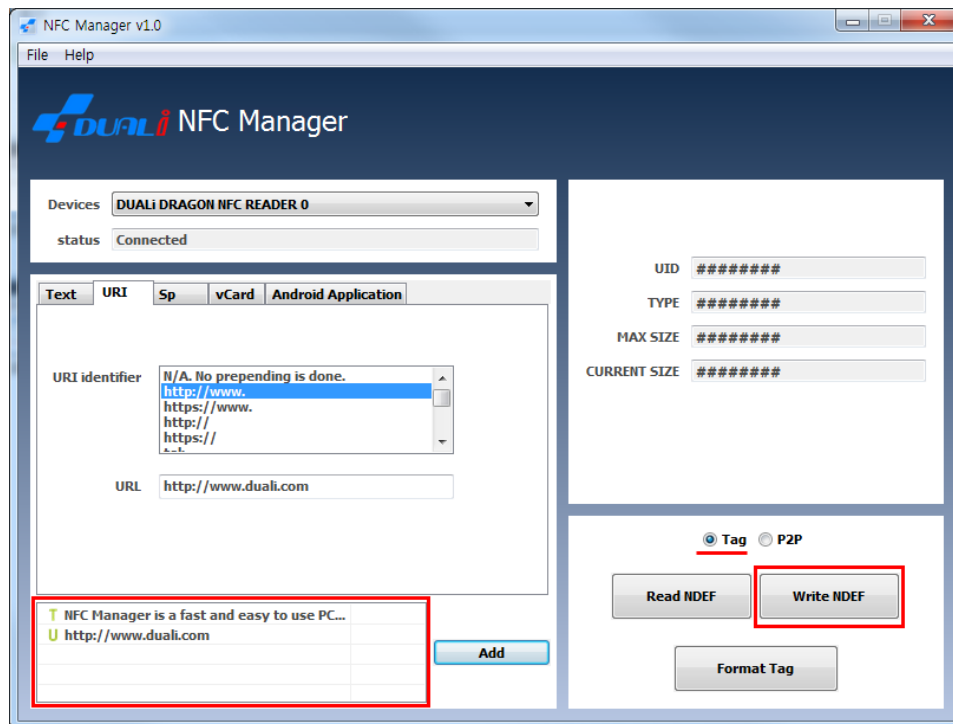 NFC Manager v1.0
File Help
DUALi NFC Manager
Devices DUALi DRAGON NFC READER 0
status Connected
Text URI Sp vCard Android Application
URI identifier
N/A. No prepending is done.
http://www.
https://www.
http://
https://
URL http://www.duali.com
T NFC Manager is a fast and easy to use PC...
U http://www.duali.com
Add
UID ########
TYPE ########
MAX SIZE ########
CURRENT SIZE ########
Tag P2P
Read NDEF Write NDEF
Format Tag